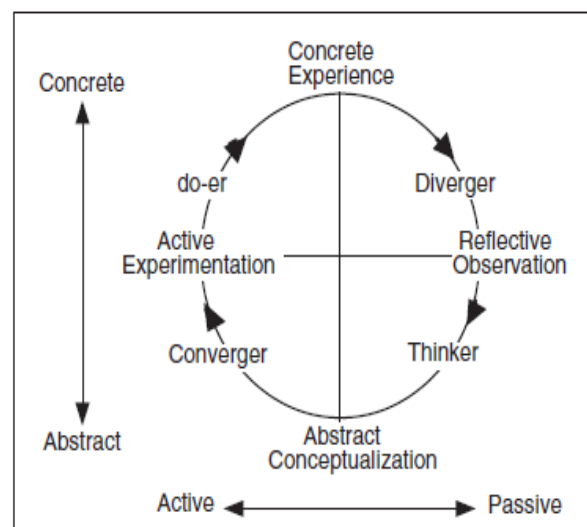 Concrete
Experience
Concrete
do-er
Diverger
Active
Experimentation
Reflective
Observation
Converger
Thinker
Abstract
Abstract
Conceptualization
Active
Passive